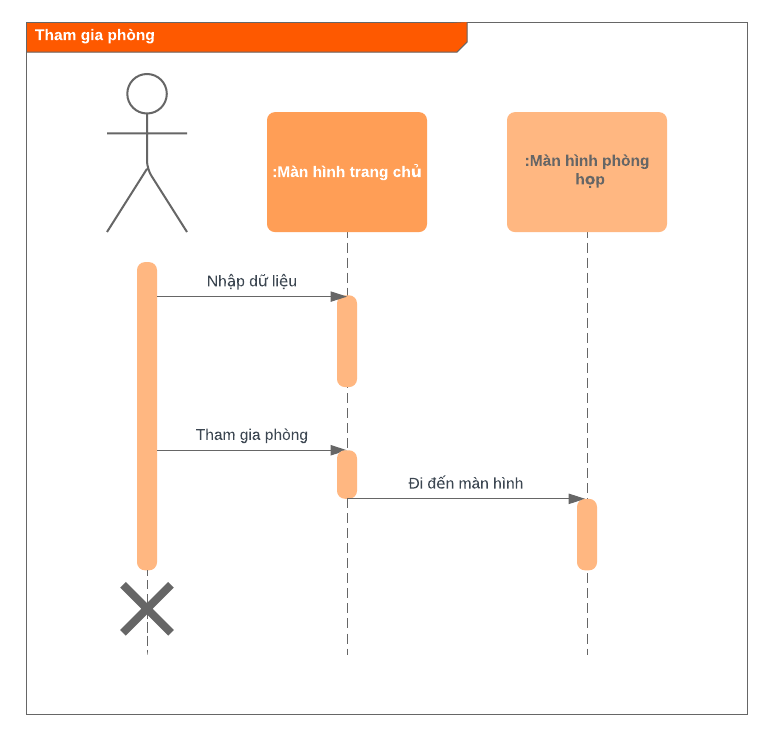 Tham gia phòng
:Màn hình trang chủ
:Màn hình phòng
họp
Nhập dữ liệu
Tham gia phòng
Đi đến màn hình